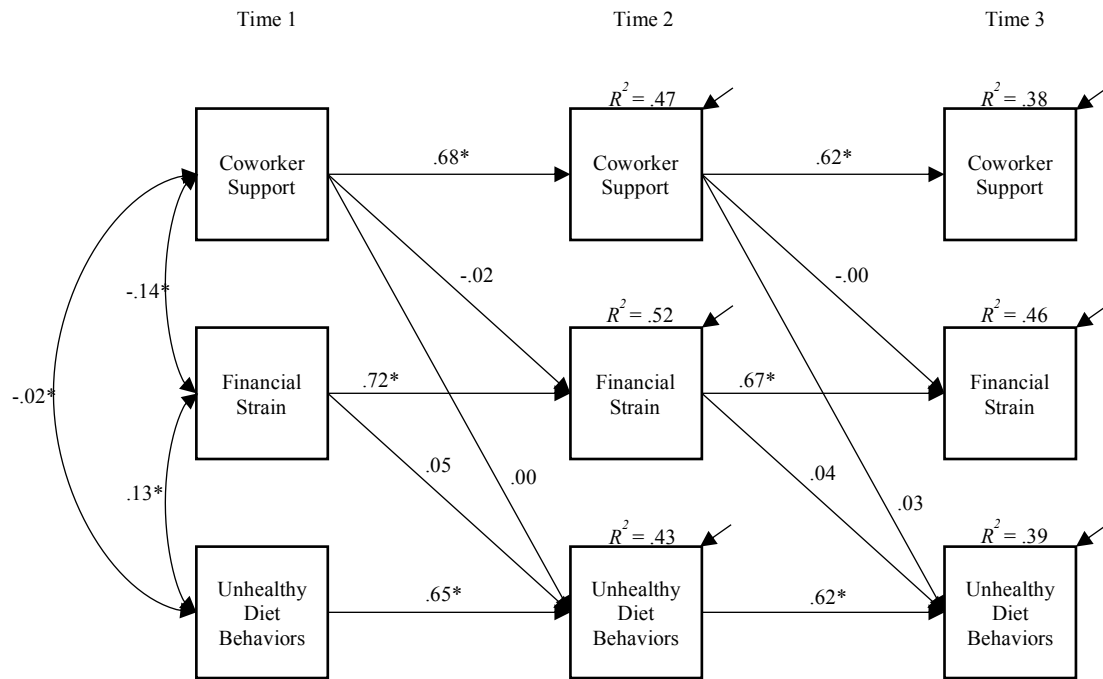 Time 1
Time 2
Time 3
R² = .47
R² = .38
Coworker
Support
.68*
Coworker
Support
.62*
Coworker
Support
-.14*
-.02
-.00
R² = .52
R² = .46
-.02*
Financial
Strain
.72*
Financial
Strain
.67*
Financial
Strain
.13*
.05
.00
.04
.03
R² = .43
R² = .39
Unhealthy
Diet
Behaviors
.65*
Unhealthy
Diet
Behaviors
.62*
Unhealthy
Diet
Behaviors